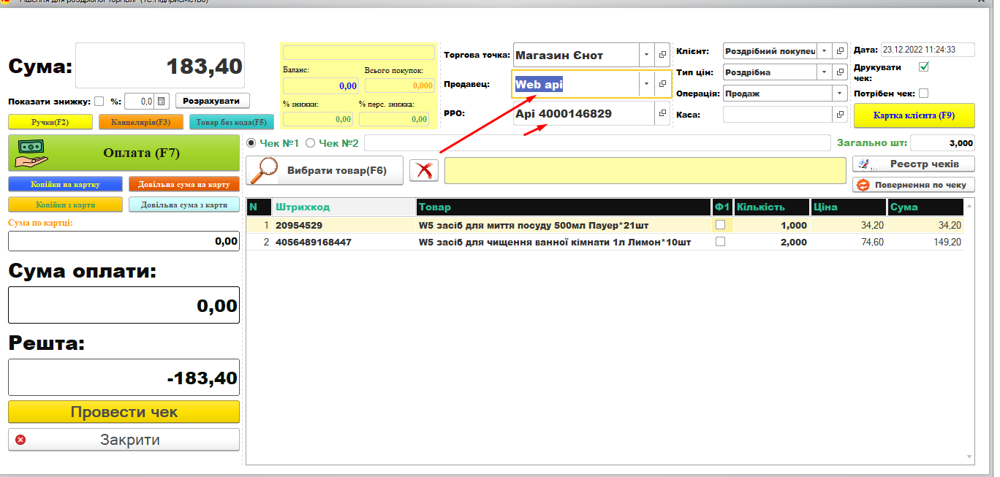 Рішення для роздрібної торгівлі (1С:Підприємство)
Сума: 183,40
Показати знижку: %: 0,0 Розрахувати
Ручки(F2) Канцелярія(F3) Товар без кода(F5)
Баланс: Всього покупок:
0,00 0,000
% знижки: % перс. знижка:
0,00 0,00
Торгова точка: Магазин Єнот
Продавец: Web api
РРО: Api 4000146829
Клієнт: Роздрібний покупец
Тип цін: Роздрібна
Операція: Продаж
Каса:
Дата: 23.12.2022 11:24:33
Друкувати
чек:
Потрібен чек:
Картка клієнта (F9)
Оплата (F7)
Чек №1 Чек №2 Загально шт: 3,000
Вибрати товар(F6) Реєстр чеків
Повернення по чеку
Копійки на картку Довільна сума на карту
Копійки з карти Довільна сума з карти
Сума по картці:
0,00
Сума оплати:
0,00
Решта:
-183,40
Провести чек
Закрити
N Штрихкод Товар Ф1 Кількість Ціна Сума
1 20954529 W5 засіб для миття посуду 500мл Пауер*21шт 1,000 34,20 34,20
2 4056489168447 W5 засіб для чищення ванної кімнати 1л Лимон*10шт 2,000 74,60 149,20